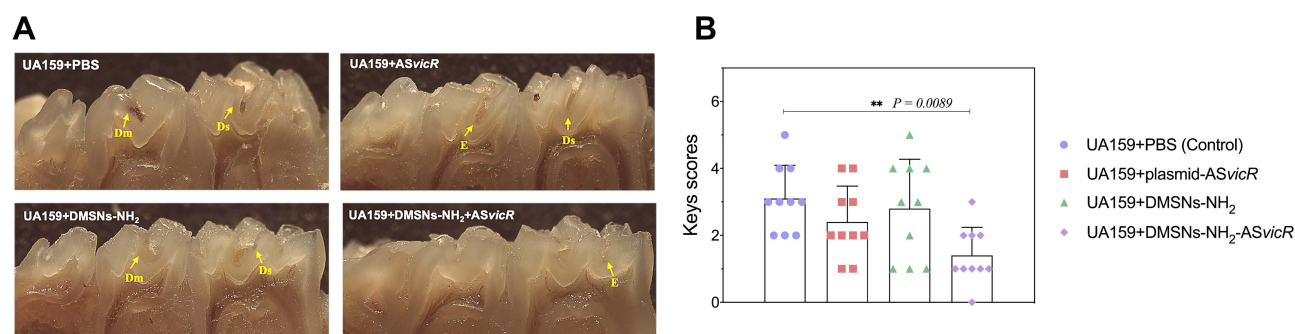 A
UA159+PBS
Dm
Ds
UA159+ASvicR
E
Ds
UA159+DMSNs-NH₂
Dm
Ds
UA159+DMSNs-NH₂+ASvicR
E
B
Keys scores
6
4
2
0
** P = 0.0089
UA159+PBS (Control)
UA159+plasmid-ASvicR
UA159+DMSNs-NH₂
UA159+DMSNs-NH₂-ASvicR